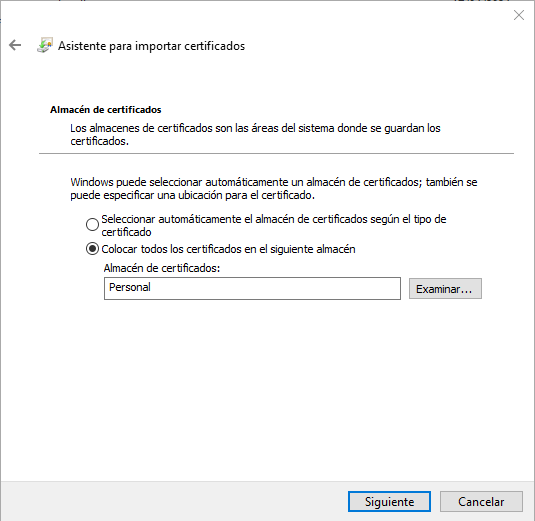 Asistente para importar certificados
Almacén de certificados
Los almacenes de certificados son las áreas del sistema donde se guardan los
certificados.
Windows puede seleccionar automáticamente un almacén de certificados; también se
puede especificar una ubicación para el certificado.
Seleccionar automáticamente el almacén de certificados según el tipo de
certificado
Colocar todos los certificados en el siguiente almacén
Almacén de certificados:
Personal
Examinar...
Siguiente
Cancelar